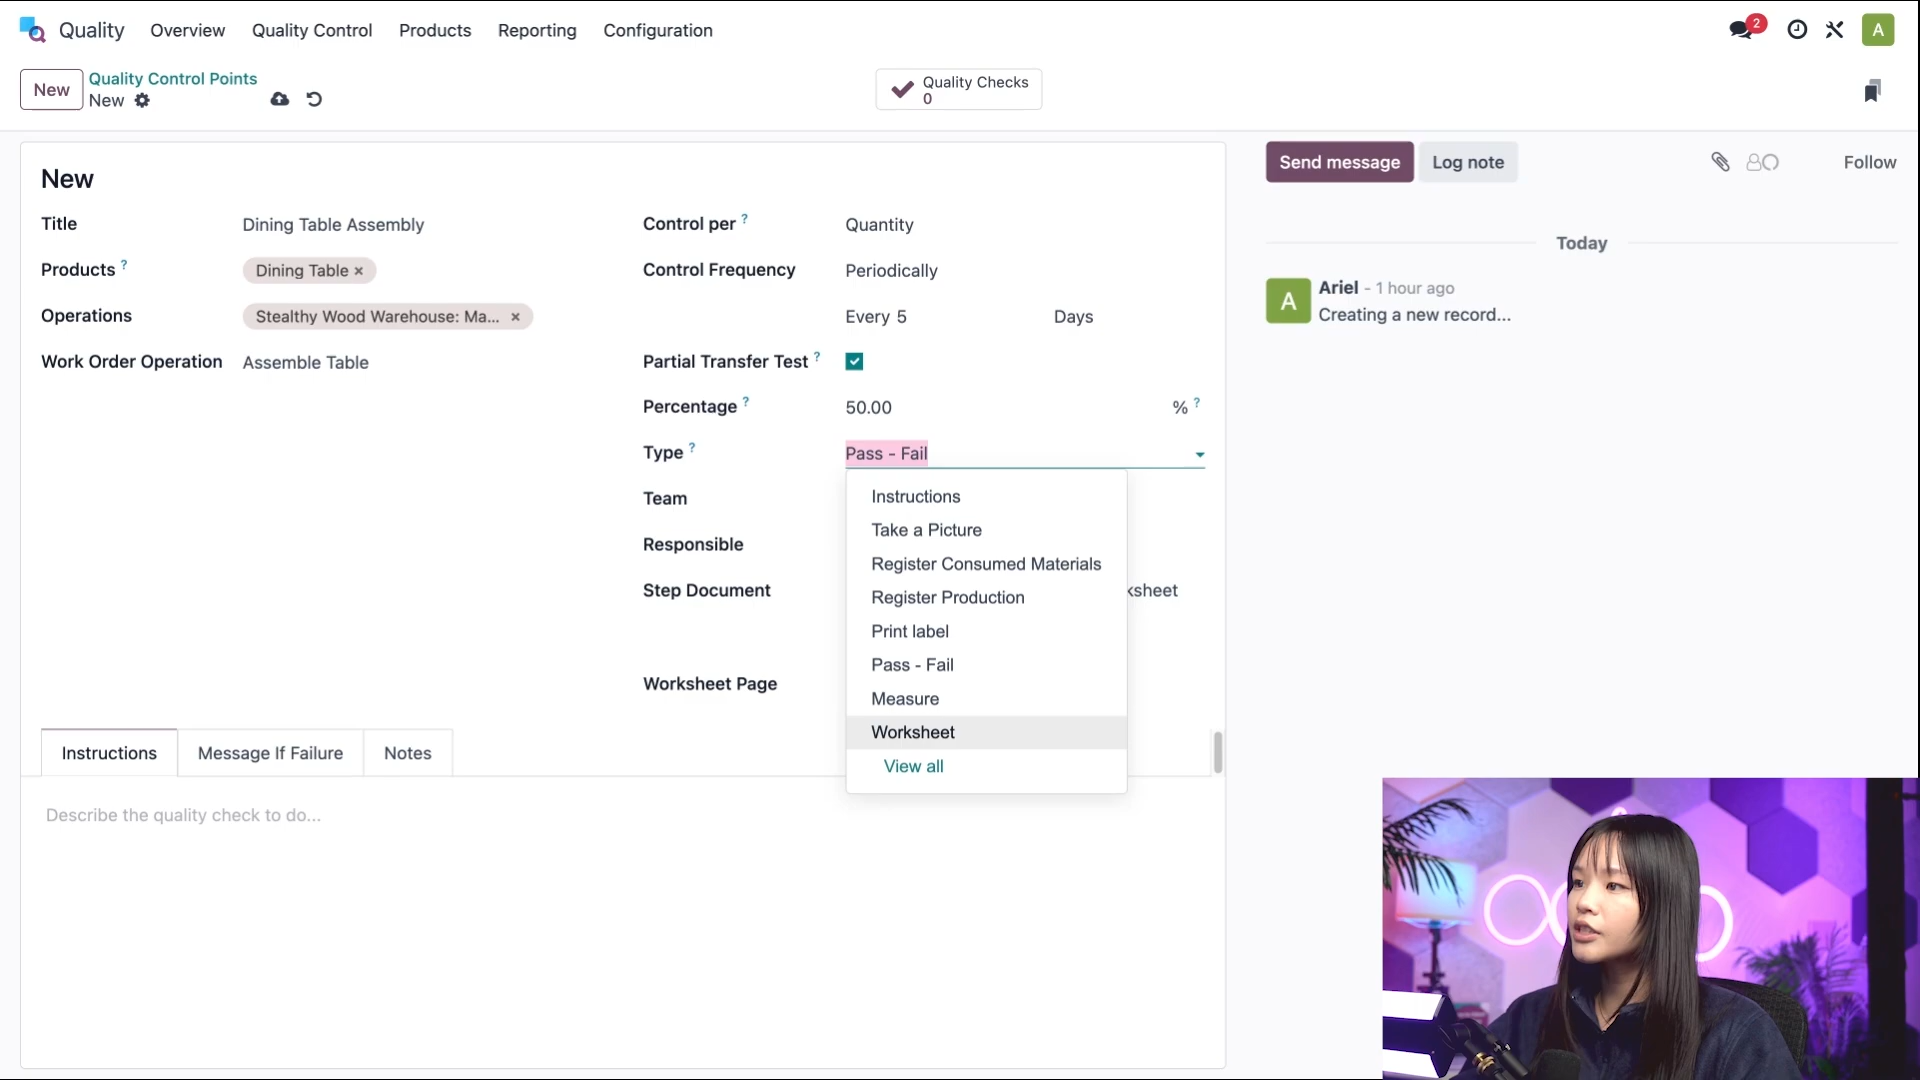 Quality
Overview
Quality Control
Products
Reporting
Configuration
2
A
New
Quality Control Points
New
Quality Checks
0
New
Title
Dining Table Assembly
Products ?
Dining Table ×
Operations
Stealthy Wood Warehouse: Ma... ×
Work Order Operation
Assemble Table
Control per ?
Quantity
Control Frequency
Periodically
Every 5
Days
Partial Transfer Test ?
Percentage ?
50.00
% ?
Type ?
Pass - Fail
Instructions
Take a Picture
Register Consumed Materials
Register Production
Print label
Pass - Fail
Measure
Worksheet
View all
Team
Responsible
Step Document
ksheet
Worksheet Page
Instructions
Message If Failure
Notes
Describe the quality check to do...
Send message
Log note
Follow
Today
A
Ariel - 1 hour ago
Creating a new record...